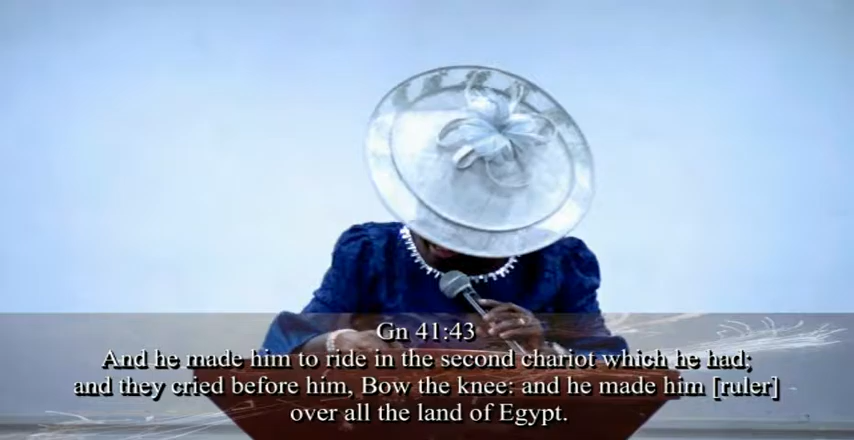 Gn 41:43
And he made him to ride in the second chariot which he had;
and they cried before him, Bow the knee: and he made him [ruler]
over all the land of Egypt.